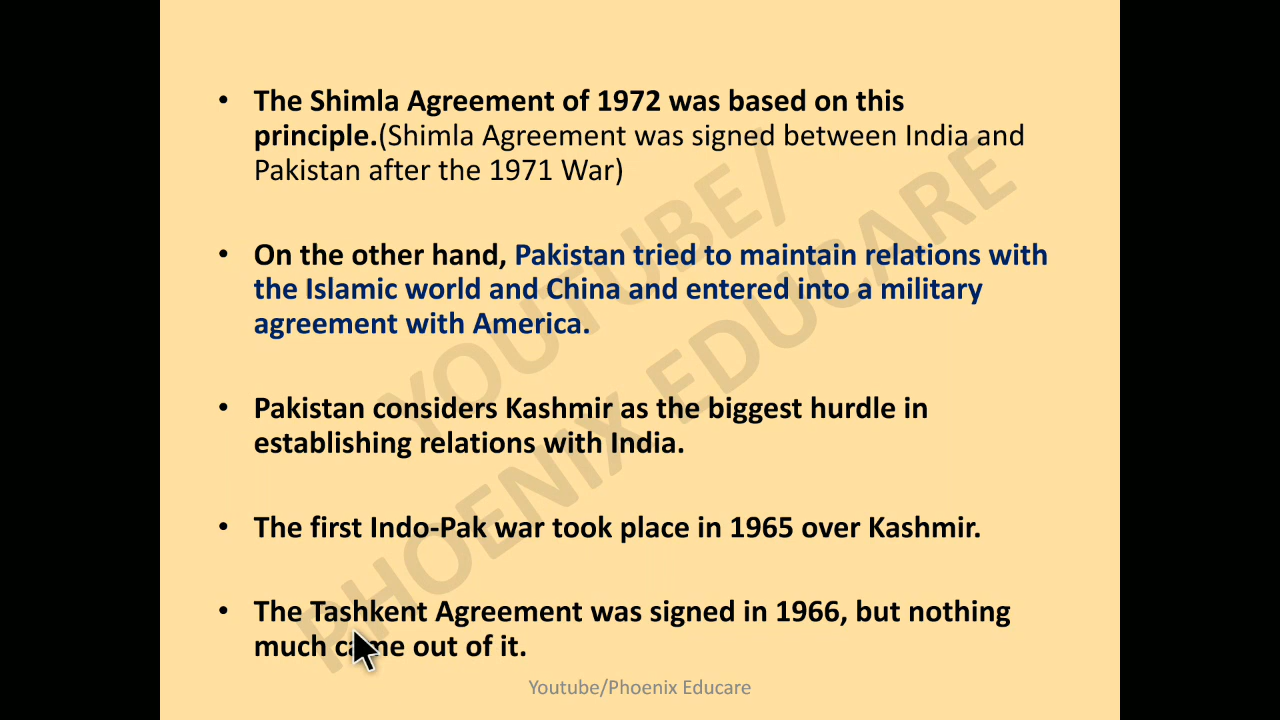 • The Shimla Agreement of 1972 was based on this
principle.(Shimla Agreement was signed between India and
Pakistan after the 1971 War)
• On the other hand, Pakistan tried to maintain relations with
the Islamic world and China and entered into a military
agreement with America.
• Pakistan considers Kashmir as the biggest hurdle in
establishing relations with India.
• The first Indo-Pak war took place in 1965 over Kashmir.
• The Tashkent Agreement was signed in 1966, but nothing
much came out of it.
YOUTUBE/
PHOENIX EDUCARE
Youtube/Phoenix Educare